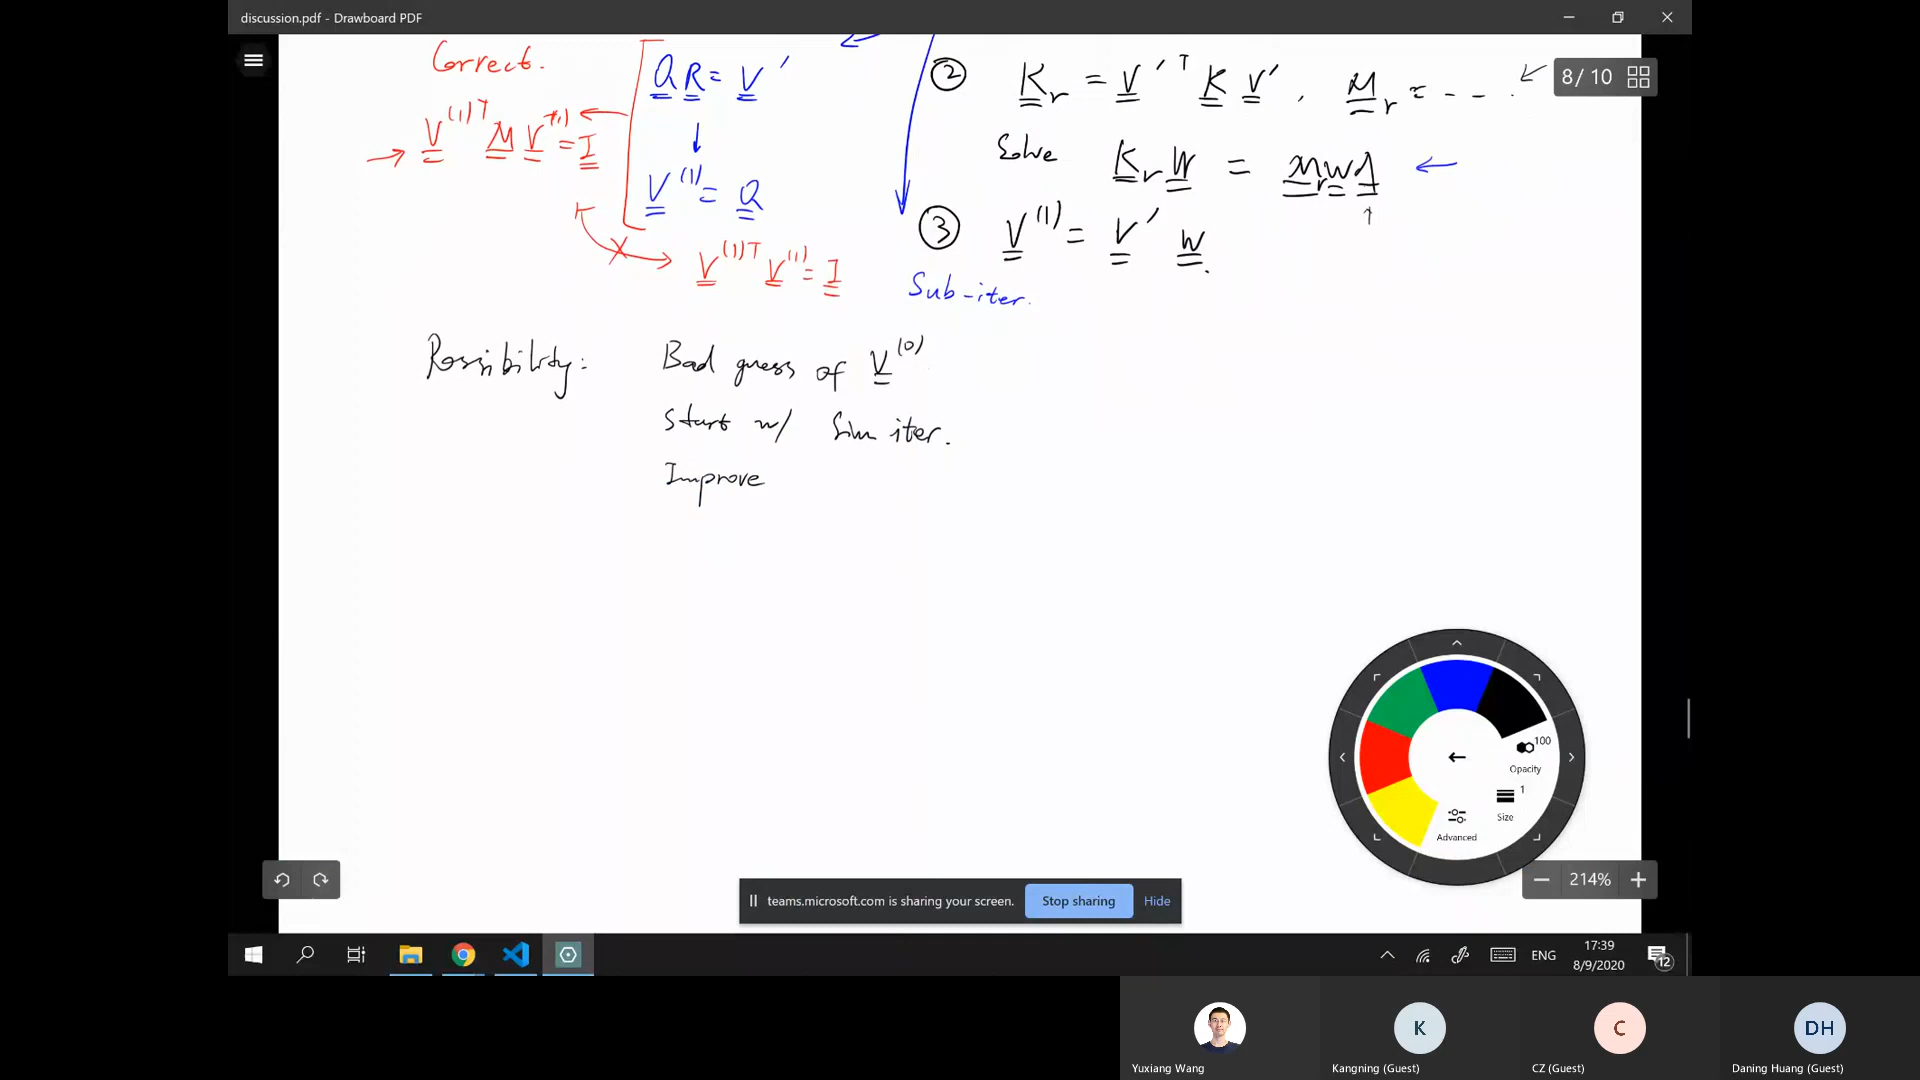 discussion.pdf - Drawboard PDF
8 / 10
Correct.
Q R = V'
V^(1)T M V^(1) = I
V^(1) = Q
V^(1)T V^(1) = I
② K_r = V'^T K V' , M_r = - - - .
Solve K_r W = M_r W Λ
③ V^(1) = V' W .
Sub-iter.
Possibility: Bad guess of V^(0)
Start w/ Sim iter.
Improve
100
Opacity
1
Size
Advanced
214%
teams.microsoft.com is sharing your screen.
Stop sharing
Hide
ENG
17:39
8/9/2020
12
K
C
DH
Yuxiang Wang
Kangning (Guest)
CZ (Guest)
Daning Huang (Guest)